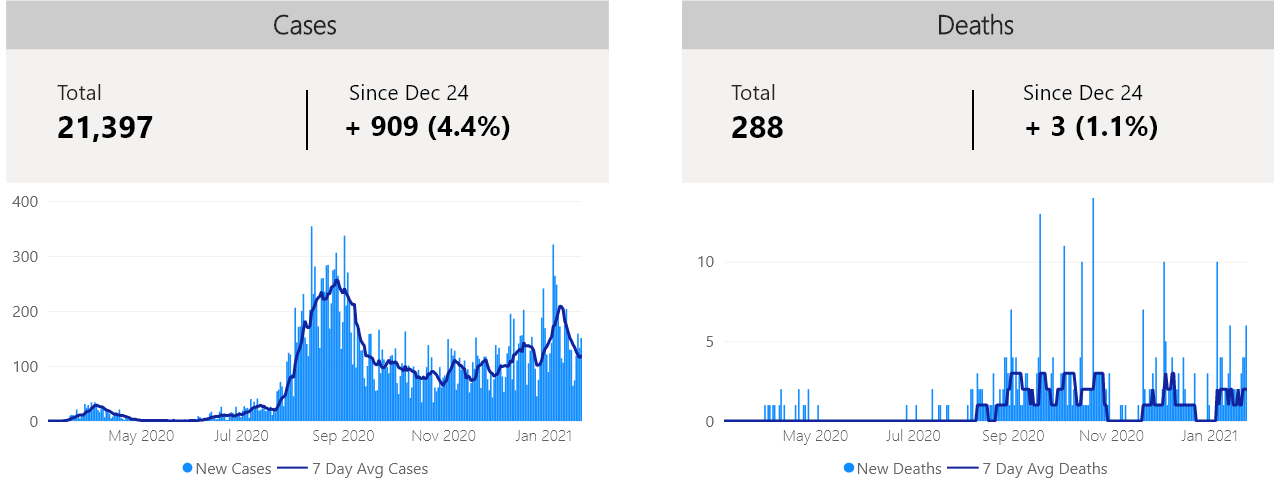 Cases
Total
Since Dec 24
21,397
+ 909 (4.4%)
400
300
200
100
0
May 2020
Jul 2020
Sep 2020
Nov 2020
Jan 2021
New Cases
7 Day Avg Cases
Deaths
Total
Since Dec 24
288
+ 3 (1.1%)
10
5
0
May 2020
Jul 2020
Sep 2020
Nov 2020
Jan 2021
New Deaths
7 Day Avg Deaths